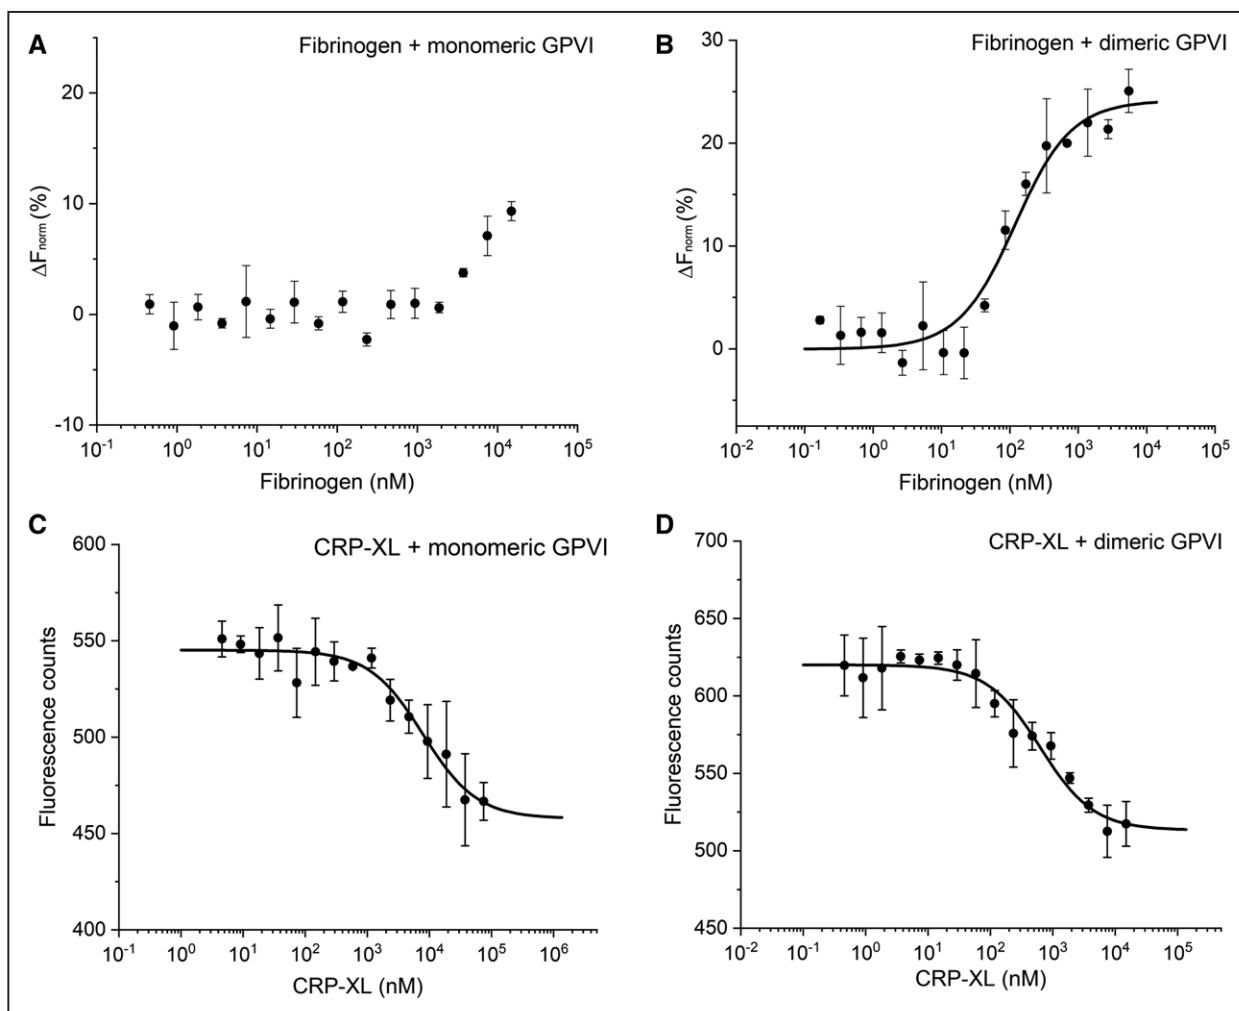 A
Fibrinogen + monomeric GPVI
20
10
0
-10
ΔFnorm (%)
10⁻¹ 10⁰ 10¹ 10² 10³ 10⁴ 10⁵
Fibrinogen (nM)
B
Fibrinogen + dimeric GPVI
30
20
10
0
ΔFnorm (%)
10⁻² 10⁻¹ 10⁰ 10¹ 10² 10³ 10⁴ 10⁵
Fibrinogen (nM)
C
CRP-XL + monomeric GPVI
600
550
500
450
400
Fluorescence counts
10⁻¹ 10⁰ 10¹ 10² 10³ 10⁴ 10⁵ 10⁶
CRP-XL (nM)
D
CRP-XL + dimeric GPVI
700
650
600
550
500
450
Fluorescence counts
10⁻² 10⁻¹ 10⁰ 10¹ 10² 10³ 10⁴ 10⁵
CRP-XL (nM)